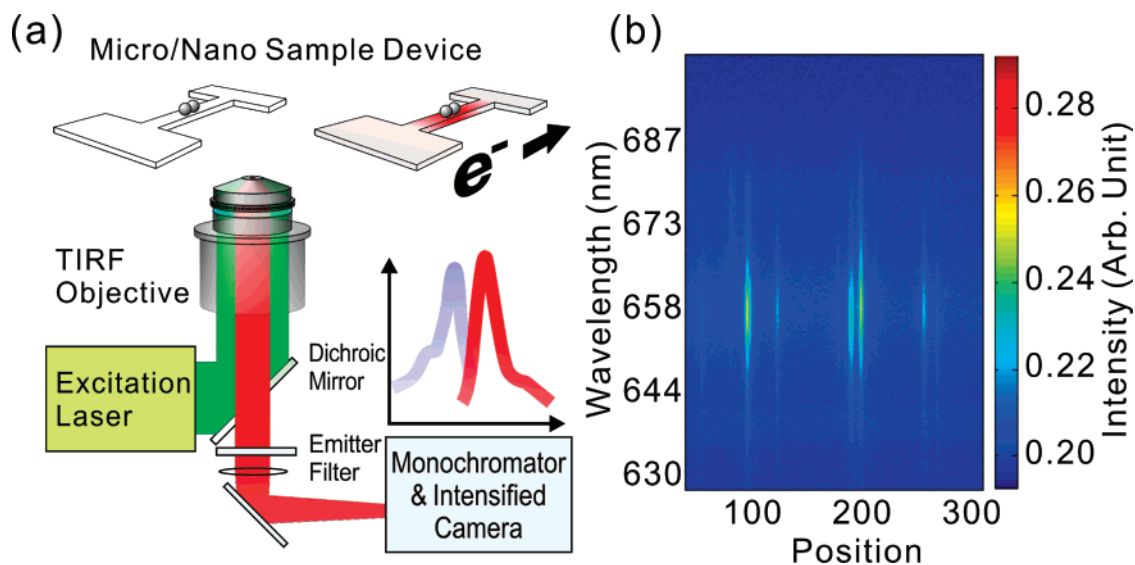 (a)
Micro/Nano Sample Device
e-
TIRF
Objective
Excitation
Laser
Dichroic
Mirror
Emitter
Filter
Monochromator
& Intensified
Camera
(b)
Wavelength (nm)
687
673
658
644
630
100 200 300
Position
0.28
0.26
0.24
0.22
0.20
Intensity (Arb. Unit)